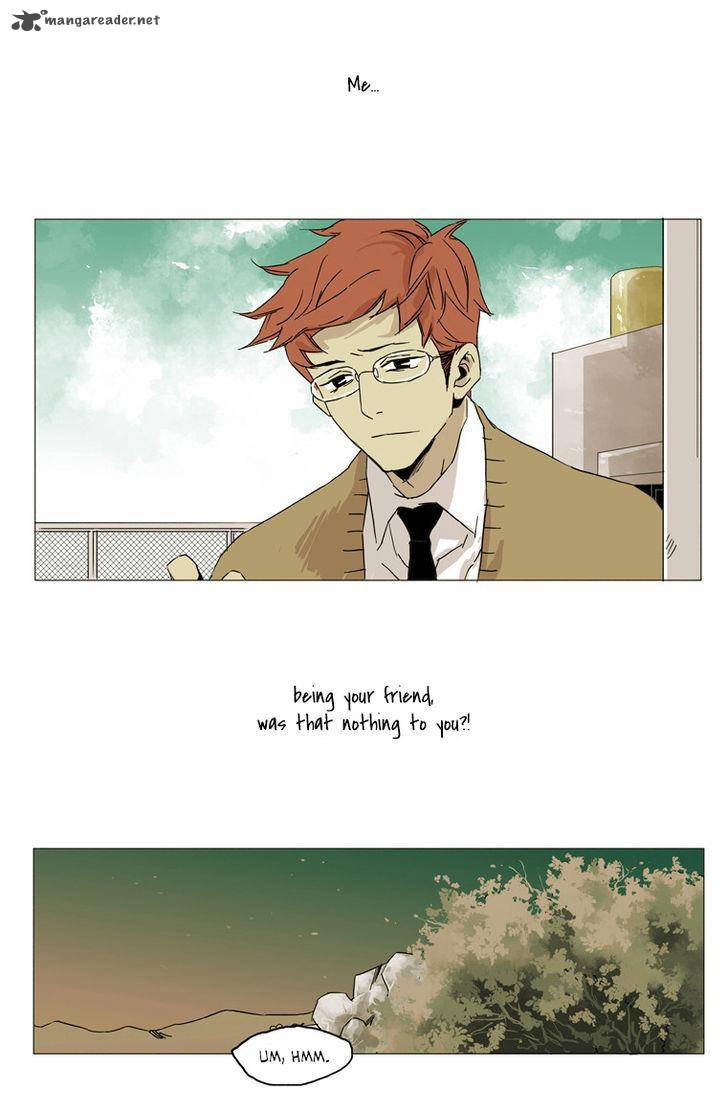 mangareader.net
Me...
being your friend,
was that nothing to you?!
UM, HMM.